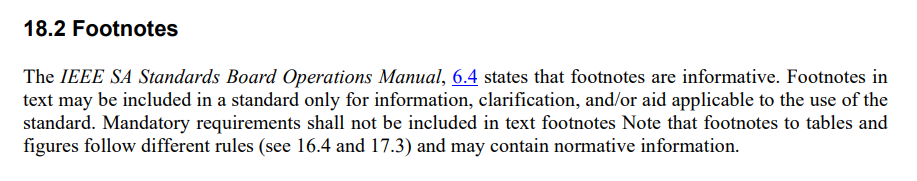 18.2 Footnotes
The IEEE SA Standards Board Operations Manual, 6.4 states that footnotes are informative. Footnotes in
text may be included in a standard only for information, clarification, and/or aid applicable to the use of the
standard. Mandatory requirements shall not be included in text footnotes Note that footnotes to tables and
figures follow different rules (see 16.4 and 17.3) and may contain normative information.